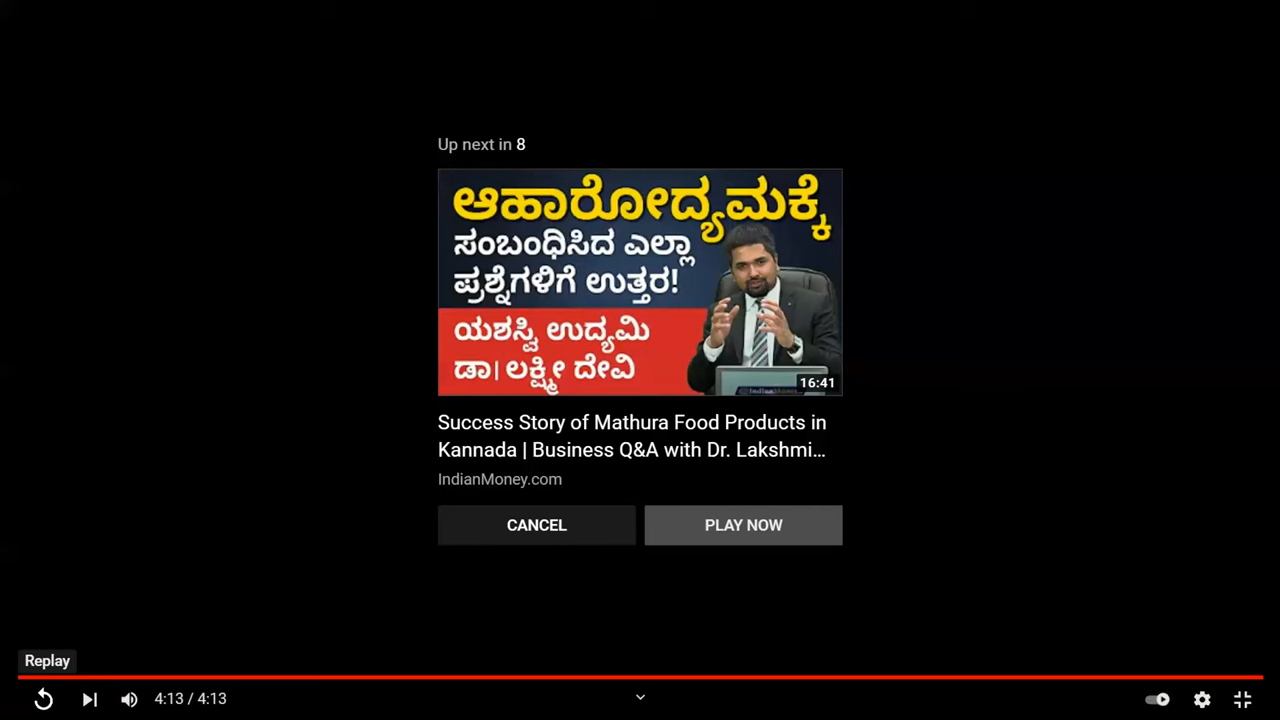 Up next in 8
ಆಹಾರೋದ್ಯಮಕ್ಕೆ
ಸಂಬಂಧಿಸಿದ ಎಲ್ಲಾ
ಪ್ರಶ್ನೆಗಳಿಗೆ ಉತ್ತರ!
ಯಶಸ್ವಿ ಉದ್ಯಮಿ
ಡಾ| ಲಕ್ಷ್ಮೀ ದೇವಿ
IndianMoney
16:41
Success Story of Mathura Food Products in
Kannada | Business Q&A with Dr. Lakshmi...
IndianMoney.com
CANCEL
PLAY NOW
Replay
4:13 / 4:13